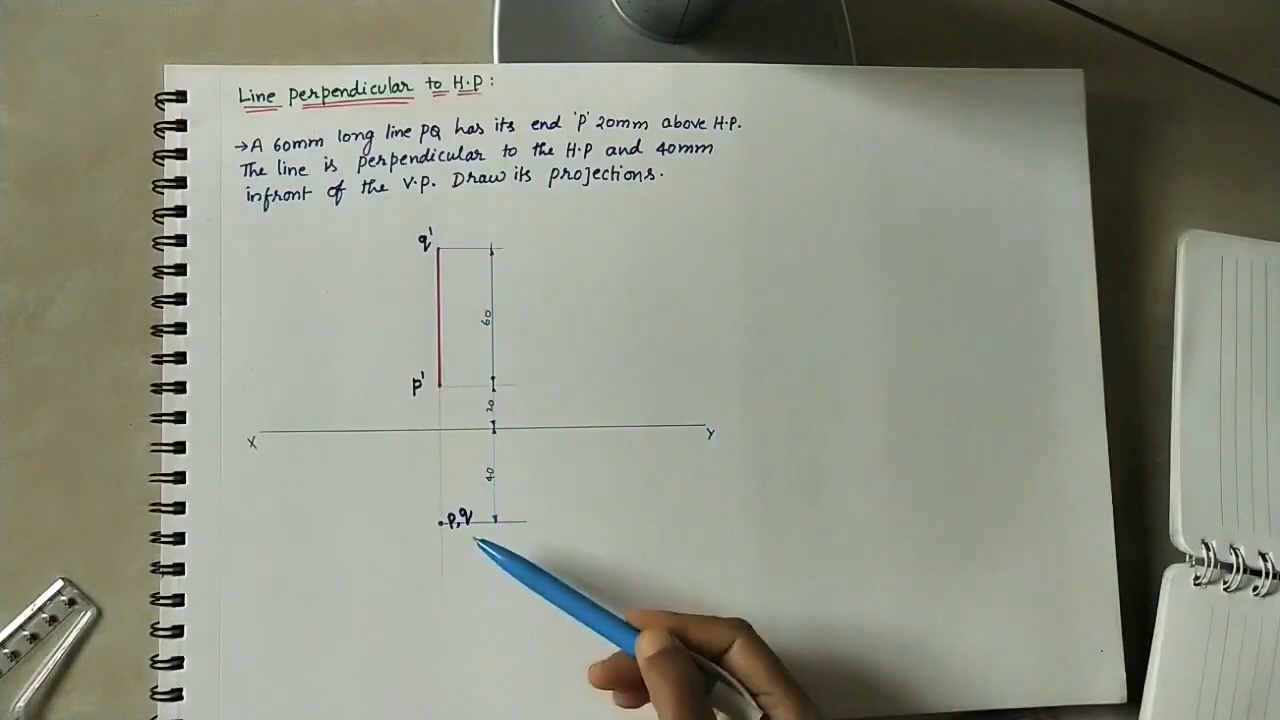 Line perpendicular to H.P:
→A 60mm long line PQ has its end 'P' 20mm above H.P.
The line is perpendicular to the H.P and 40mm
infront of the V.P. Draw its projections.
q'
60
p'
20
X
Y
40
p,q